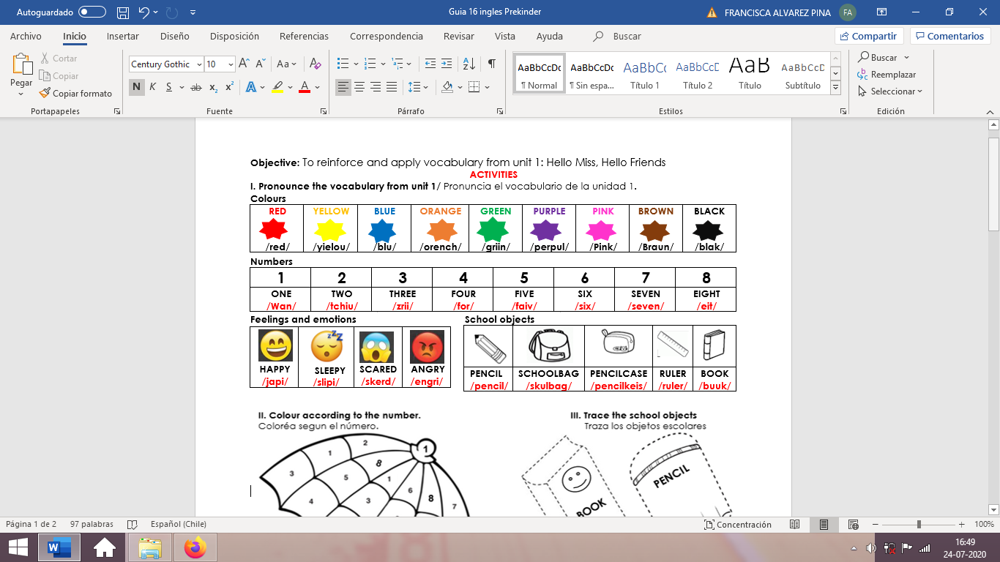 Autoguardado
Guia 16 ingles Prekinder
FRANCISCA ALVAREZ PINA FA
Archivo Inicio Insertar Diseño Disposición Referencias Correspondencia Revisar Vista Ayuda Buscar Compartir Comentarios
Pegar
Cortar
Copiar
Copiar formato
Portapapeles
Century Gothic 10
Aa
N K S ab x₂ x² A A
Fuente
Párrafo
AaBbCcDc AaBbCcDc AaBbCc AaBbCcD AaB AaBbCcD
¶ Normal ¶ Sin espa... Título 1 Título 2 Título Subtítulo
Estilos
Buscar
Reemplazar
Seleccionar
Edición
Objective: To reinforce and apply vocabulary from unit 1: Hello Miss, Hello Friends
ACTIVITIES
I. Pronounce the vocabulary from unit 1/ Pronuncia el vocabulario de la unidad 1.
Colours
RED YELLOW BLUE ORANGE GREEN PURPLE PINK BROWN BLACK
/red/ /yielou/ /blu/ /orench/ /griin/ /perpul/ /Pink/ /Braun/ /blak/
Numbers
1 2 3 4 5 6 7 8
ONE TWO THREE FOUR FIVE SIX SEVEN EIGHT
/Wan/ /tchiu/ /zrii/ /for/ /faiv/ /six/ /seven/ /eit/
Feelings and emotions
HAPPY SLEEPY SCARED ANGRY
/japi/ /slipi/ /skerd/ /engri/
School objects
PENCIL SCHOOLBAG PENCILCASE RULER BOOK
/pencil/ /skulbag/ /pencilkeis/ /ruler/ /buuk/
II. Colour according to the number.
Coloréa segun el número.
3 1 2 1
4 5 8
3 1 6 8 7
III. Trace the school objects
Traza los objetos escolares
BOOK
PENCIL
Página 1 de 2 97 palabras Español (Chile) Concentración 100%
16:49
24-07-2020